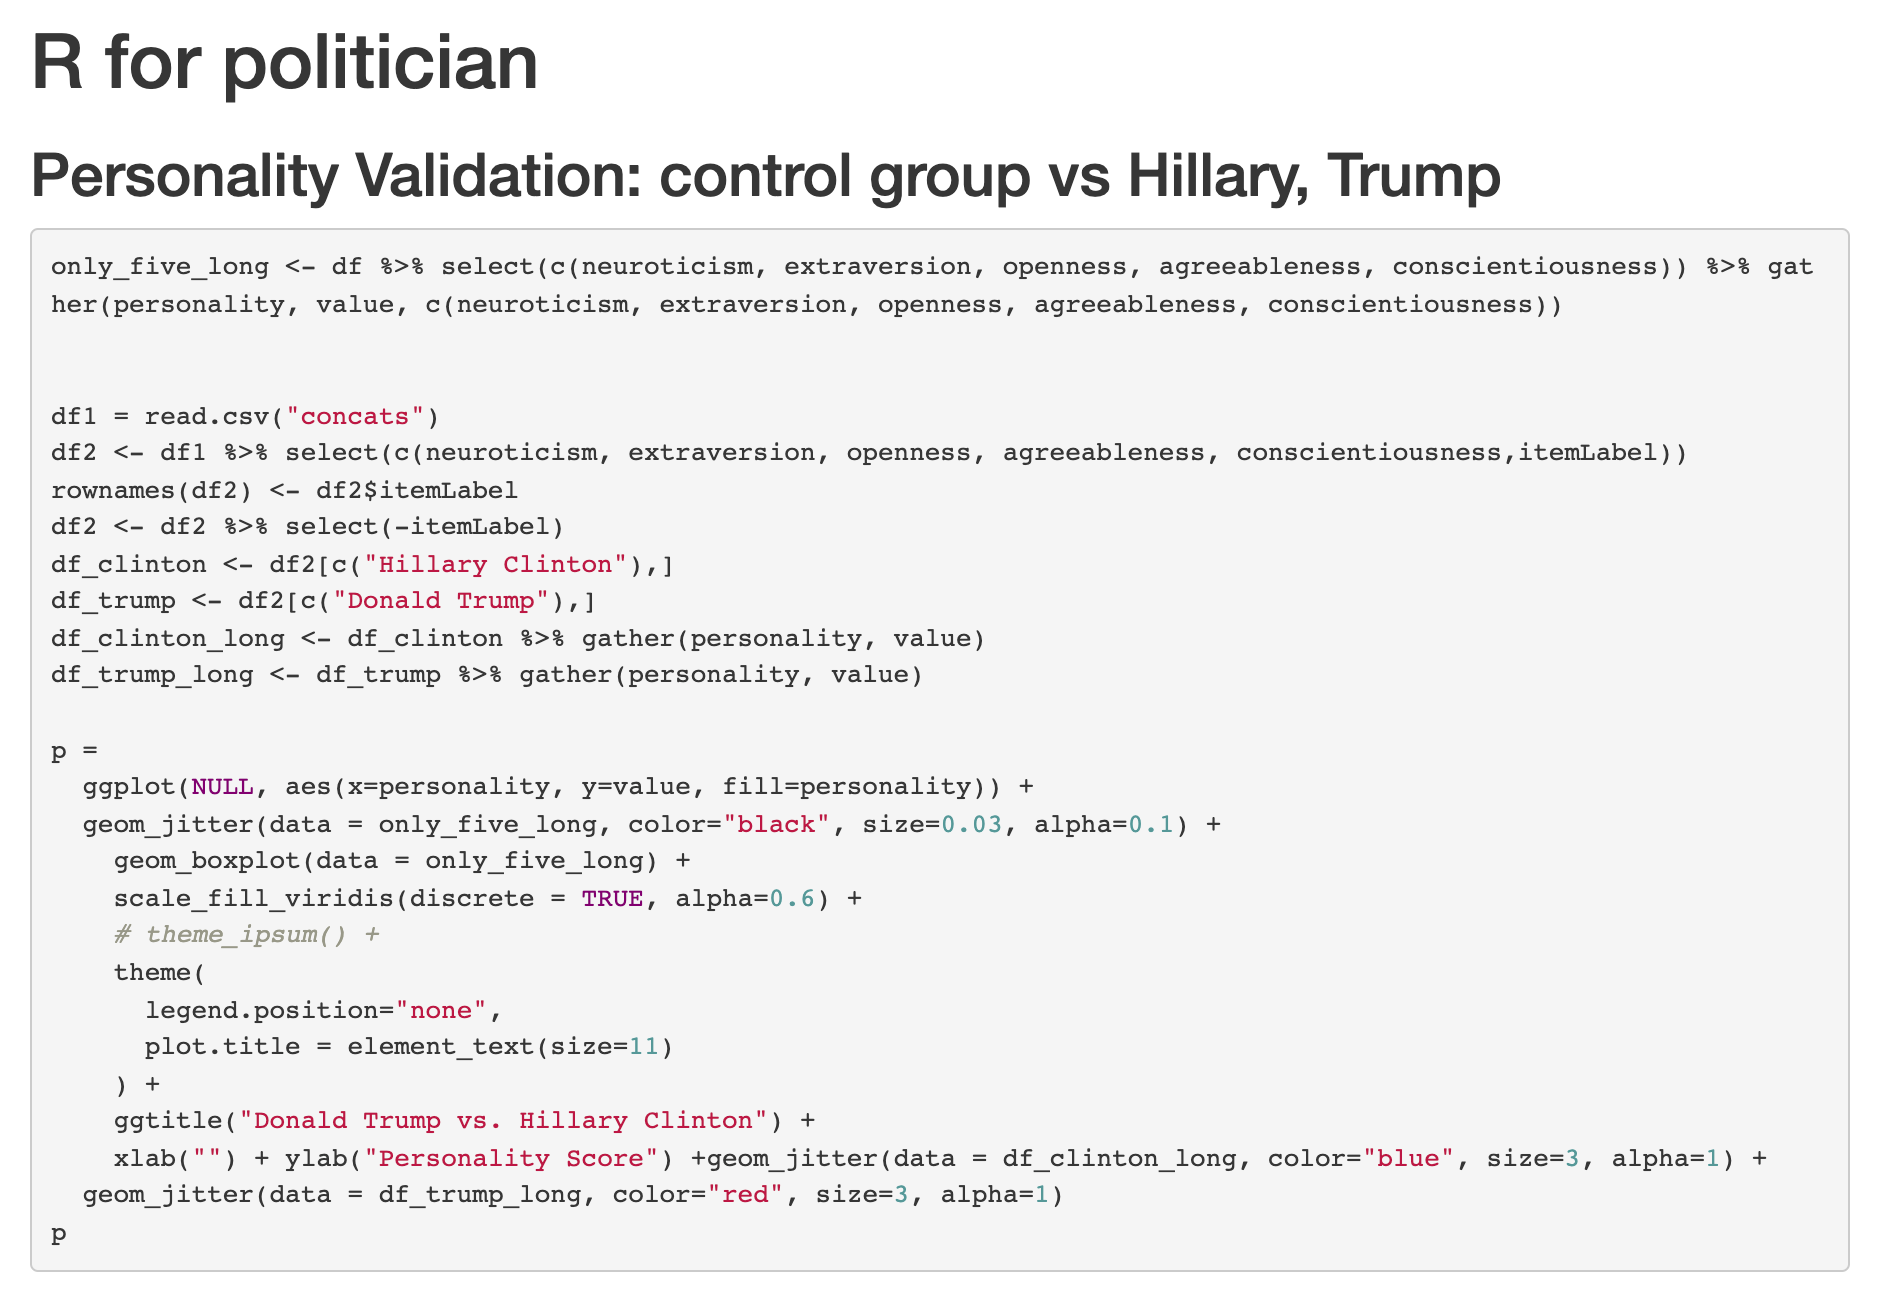 R for politician
Personality Validation: control group vs Hillary, Trump
only_five_long <- df %>% select(c(neuroticism, extraversion, openness, agreeableness, conscientiousness)) %>% gat
her(personality, value, c(neuroticism, extraversion, openness, agreeableness, conscientiousness))
df1 = read.csv("concats")
df2 <- df1 %>% select(c(neuroticism, extraversion, openness, agreeableness, conscientiousness,itemLabel))
rownames(df2) <- df2$itemLabel
df2 <- df2 %>% select(-itemLabel)
df_clinton <- df2[c("Hillary Clinton"),]
df_trump <- df2[c("Donald Trump"),]
df_clinton_long <- df_clinton %>% gather(personality, value)
df_trump_long <- df_trump %>% gather(personality, value)
p =
  ggplot(NULL, aes(x=personality, y=value, fill=personality)) +
  geom_jitter(data = only_five_long, color="black", size=0.03, alpha=0.1) +
    geom_boxplot(data = only_five_long) +
    scale_fill_viridis(discrete = TRUE, alpha=0.6) +
    # theme_ipsum() +
    theme(
      legend.position="none",
      plot.title = element_text(size=11)
    ) +
    ggtitle("Donald Trump vs. Hillary Clinton") +
    xlab("") + ylab("Personality Score") +geom_jitter(data = df_clinton_long, color="blue", size=3, alpha=1) +
  geom_jitter(data = df_trump_long, color="red", size=3, alpha=1)
p